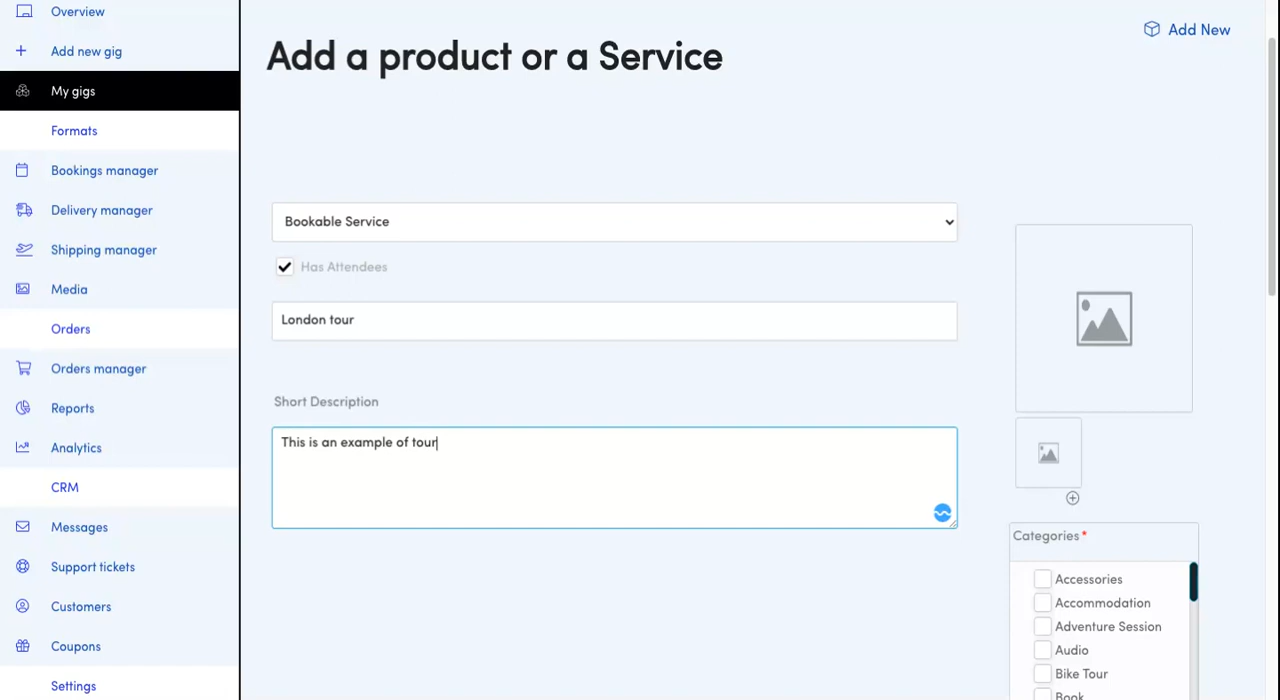 Overview
Add new gig
My gigs
Formats
Bookings manager
Delivery manager
Shipping manager
Media
Orders
Orders manager
Reports
Analytics
CRM
Messages
Support tickets
Customers
Coupons
Settings
Add New
Add a product or a Service
Bookable Service
Has Attendees
London tour
Short Description
This is an example of tour
Categories *
Accessories
Accommodation
Adventure Session
Audio
Bike Tour
Book